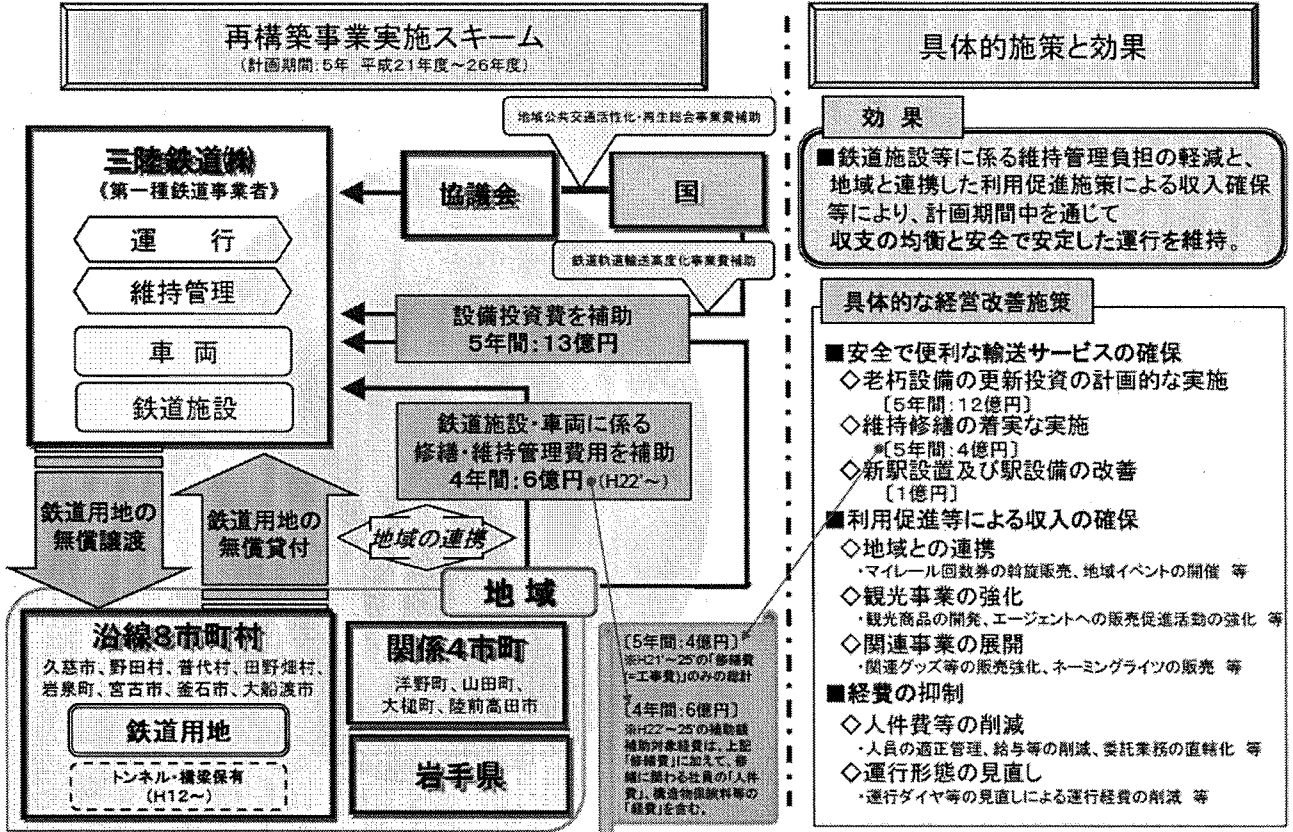 再構築事業実施スキーム
(計画期間:5年 平成21年度～26年度)
地域公共交通活性化・再生総合事業費補助
三陸鉄道㈱
《第一種鉄道事業者》
運 行
維持管理
車 両
鉄道施設
協議会
国
鉄道軌道輸送高度化事業費補助
設備投資費を補助
5年間:13億円
鉄道施設・車両に係る
修繕・維持管理費用を補助
4年間:6億円 (H22'～)
鉄道用地の
無償譲渡
鉄道用地の
無償貸付
地域の連携
地 域
沿線8市町村
久慈市、野田村、普代村、田野畑村、
岩泉町、宮古市、釜石市、大船渡市
鉄道用地
トンネル・橋梁保有
(H12～)
関係4市町
洋野町、山田町、
大槌町、陸前高田市
岩手県
〔5年間:4億円〕
※H21'～25'の「修繕費
(=工事費)」のみの総計
〔4年間:6億円〕
※H22'～25'の補助額
補助対象経費は、上記
「修繕費」に加えて、修
繕に関わる社員の「人件
費」、構造物保険料等の
「経費」を含む。
具体的施策と効果
効 果
■鉄道施設等に係る維持管理負担の軽減と、
地域と連携した利用促進施策による収入確保
等により、計画期間中を通じて
収支の均衡と安全で安定した運行を維持。
具体的な経営改善施策
■安全で便利な輸送サービスの確保
◇老朽設備の更新投資の計画的な実施
〔5年間:12億円〕
◇維持修繕の着実な実施
〔5年間:4億円〕
◇新駅設置及び駅設備の改善
〔1億円〕
■利用促進等による収入の確保
◇地域との連携
・マイレール回数券の斡旋販売、地域イベントの開催 等
◇観光事業の強化
・観光商品の開発、エージェントへの販売促進活動の強化 等
◇関連事業の展開
・関連グッズ等の販売強化、ネーミングライツの販売 等
■経費の抑制
◇人件費等の削減
・人員の適正管理、給与等の削減、委託業務の直轄化 等
◇運行形態の見直し
・運行ダイヤ等の見直しによる運行経費の削減 等